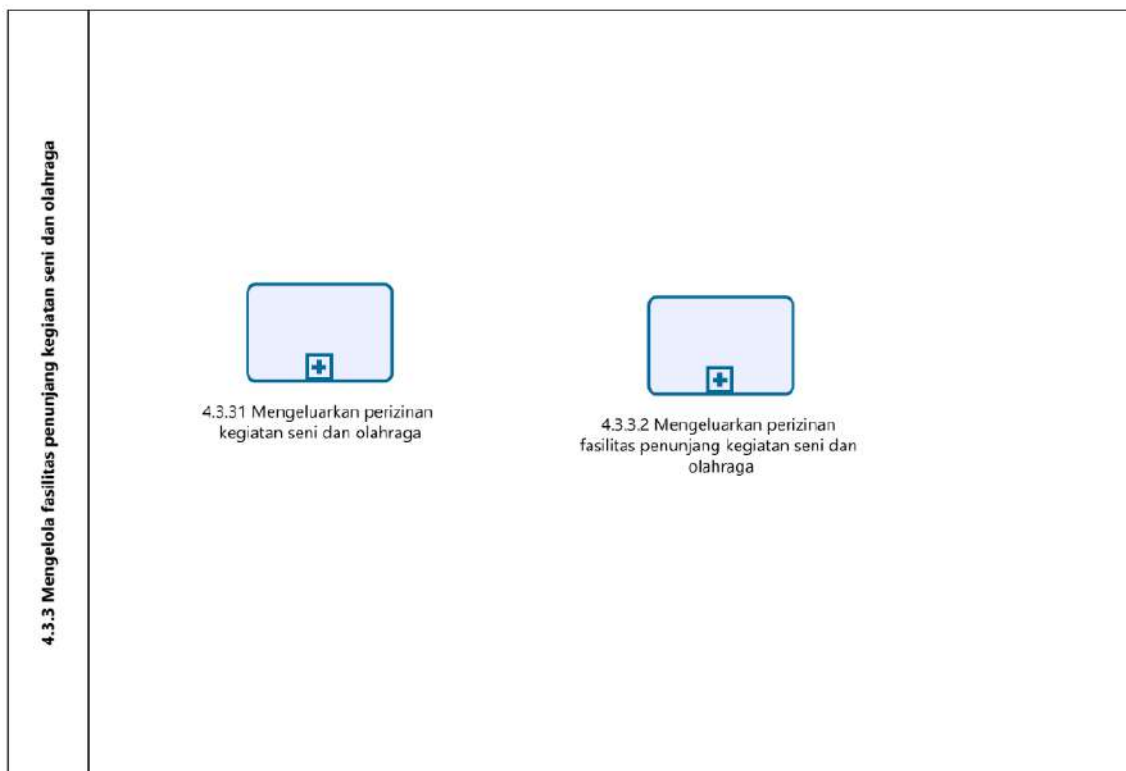 4.3.3 Mengelola fasilitas penunjang kegiatan seni dan olahraga
4.3.31 Mengeluarkan perizinan
kegiatan seni dan olahraga
4.3.3.2 Mengeluarkan perizinan
fasilitas penunjang kegiatan seni dan
olahraga